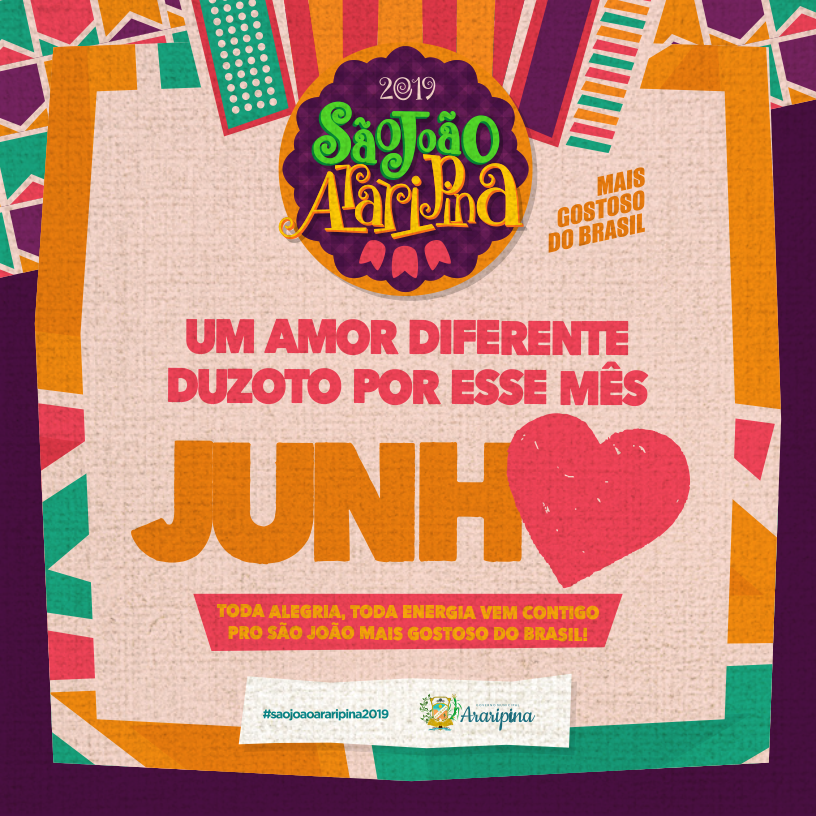 2019
São João
Araripina
MAIS
GOSTOSO
DO BRASIL
UM AMOR DIFERENTE
DUZOTO POR ESSE MÊS
JUNH
TODA ALEGRIA, TODA ENERGIA VEM CONTIGO
PRO SÃO JOÃO MAIS GOSTOSO DO BRASIL!
#saojoaoararipina2019
Araripina